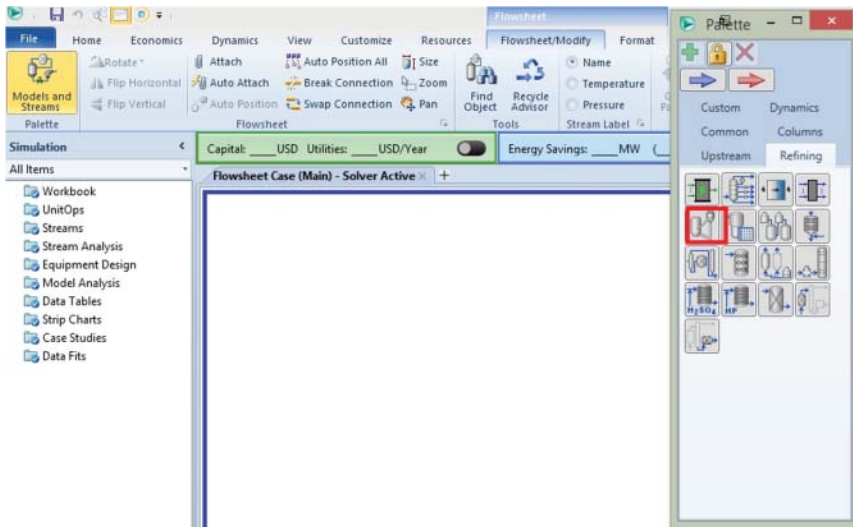 Flowsheet
Palette
File Home Economics Dynamics View Customize Resources Flowsheet/Modify Format
Models and Streams
Palette
Rotate
Flip Horizontal
Flip Vertical
Attach
Auto Attach
Auto Position
Auto Position All
Break Connection
Swap Connection
Size
Zoom
Pan
Flowsheet
Find Object
Recycle Advisor
Tools
Name
Temperature
Pressure
Stream Label
Simulation
All Items
Workbook
UnitOps
Streams
Stream Analysis
Equipment Design
Model Analysis
Data Tables
Strip Charts
Case Studies
Data Fits
Capital: ____USD Utilities: ____USD/Year
Energy Savings: ____MW (
Flowsheet Case (Main) - Solver Active +
Custom Dynamics
Common Columns
Upstream Refining
H2SO4
HF